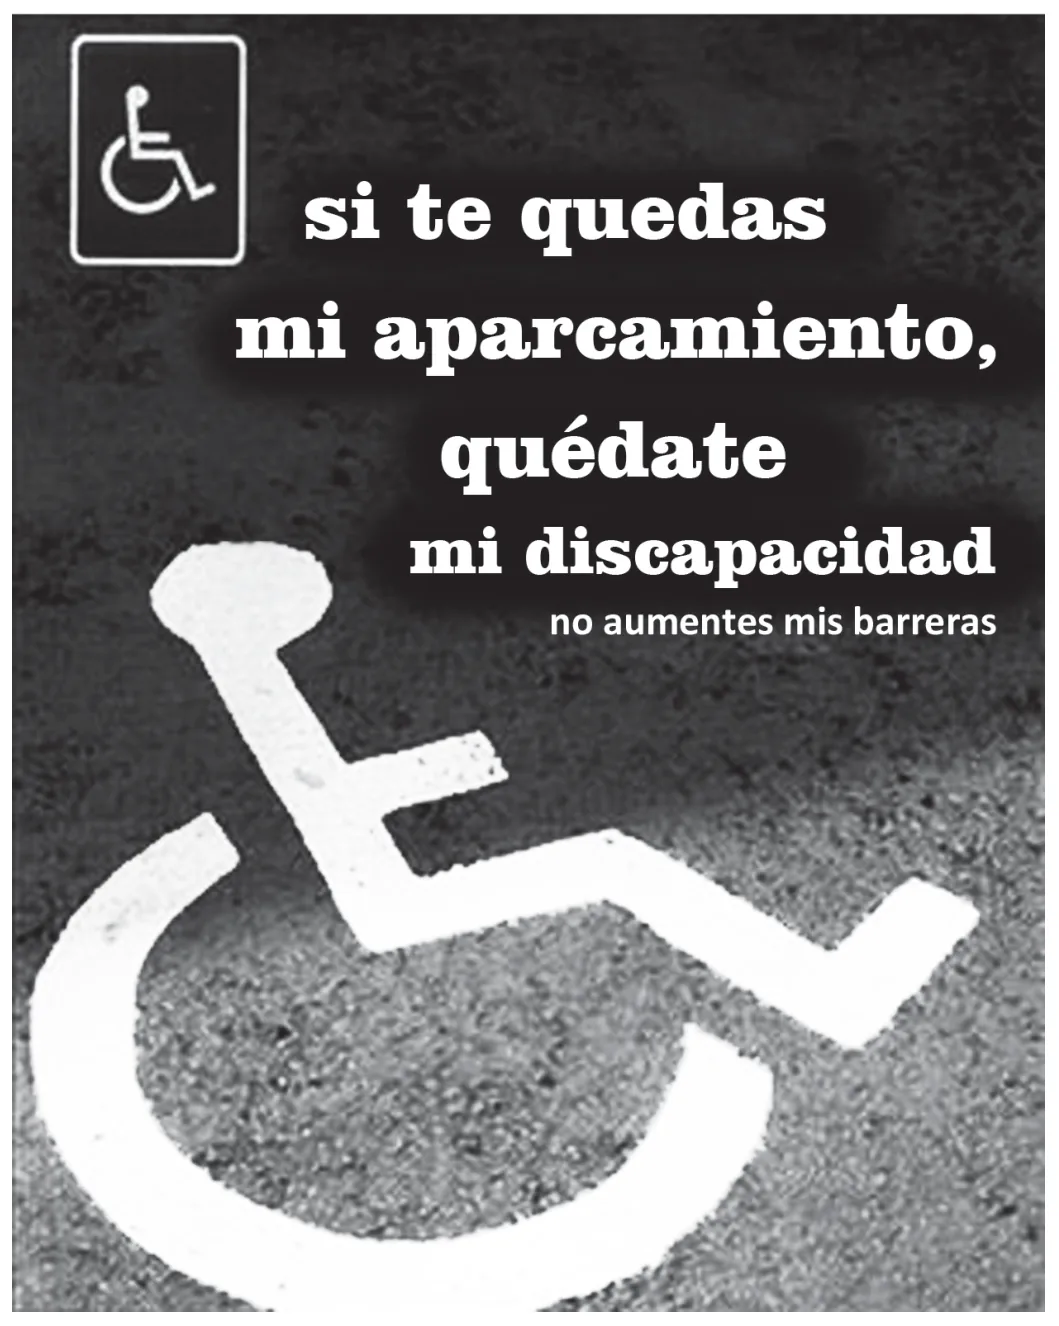 si te quedas
mi aparcamiento,
quédate
mi discapacidad
no aumentes mis barreras